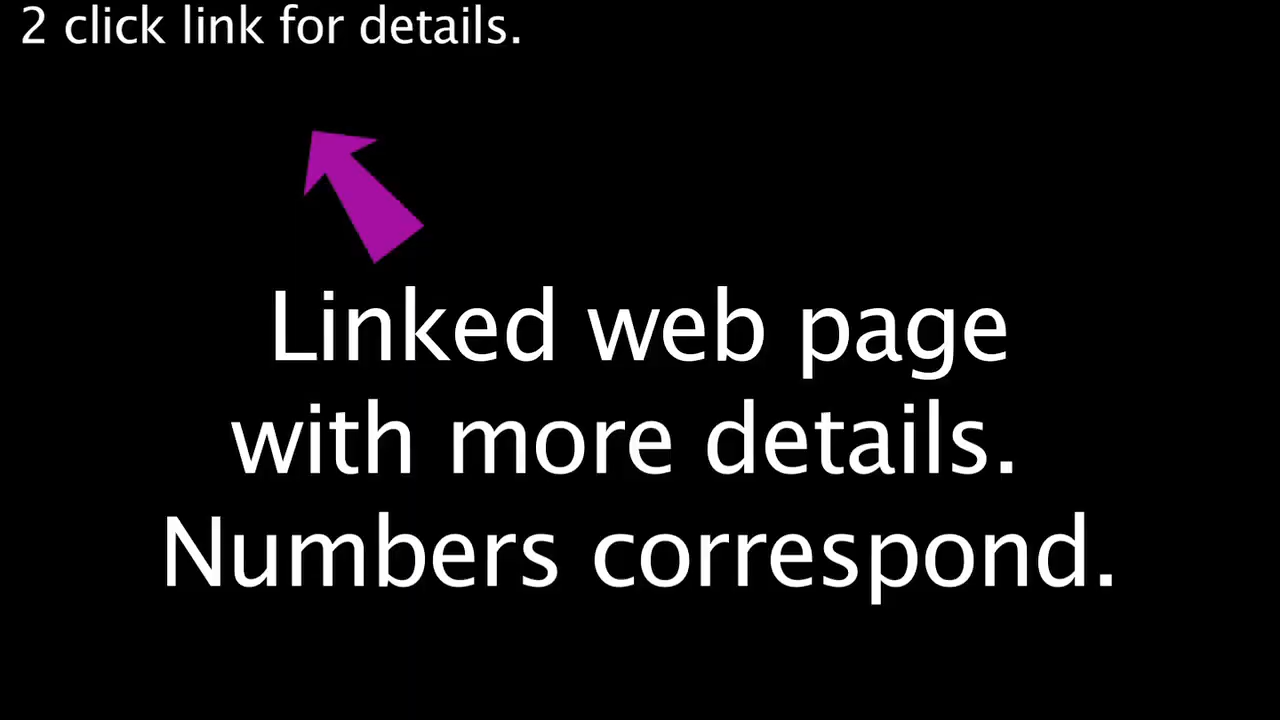 2 click link for details.
Linked web page
with more details.
Numbers correspond.